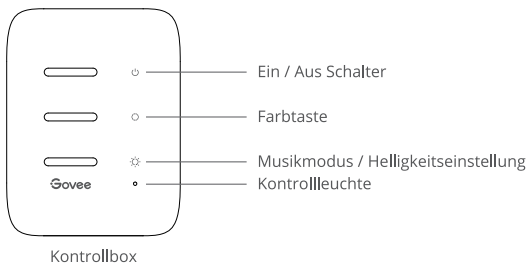 Ein / Aus Schalter
Farbtaste
Musikmodus / Helligkeitseinstellung
Govee
Kontrollleuchte
Kontrollbox